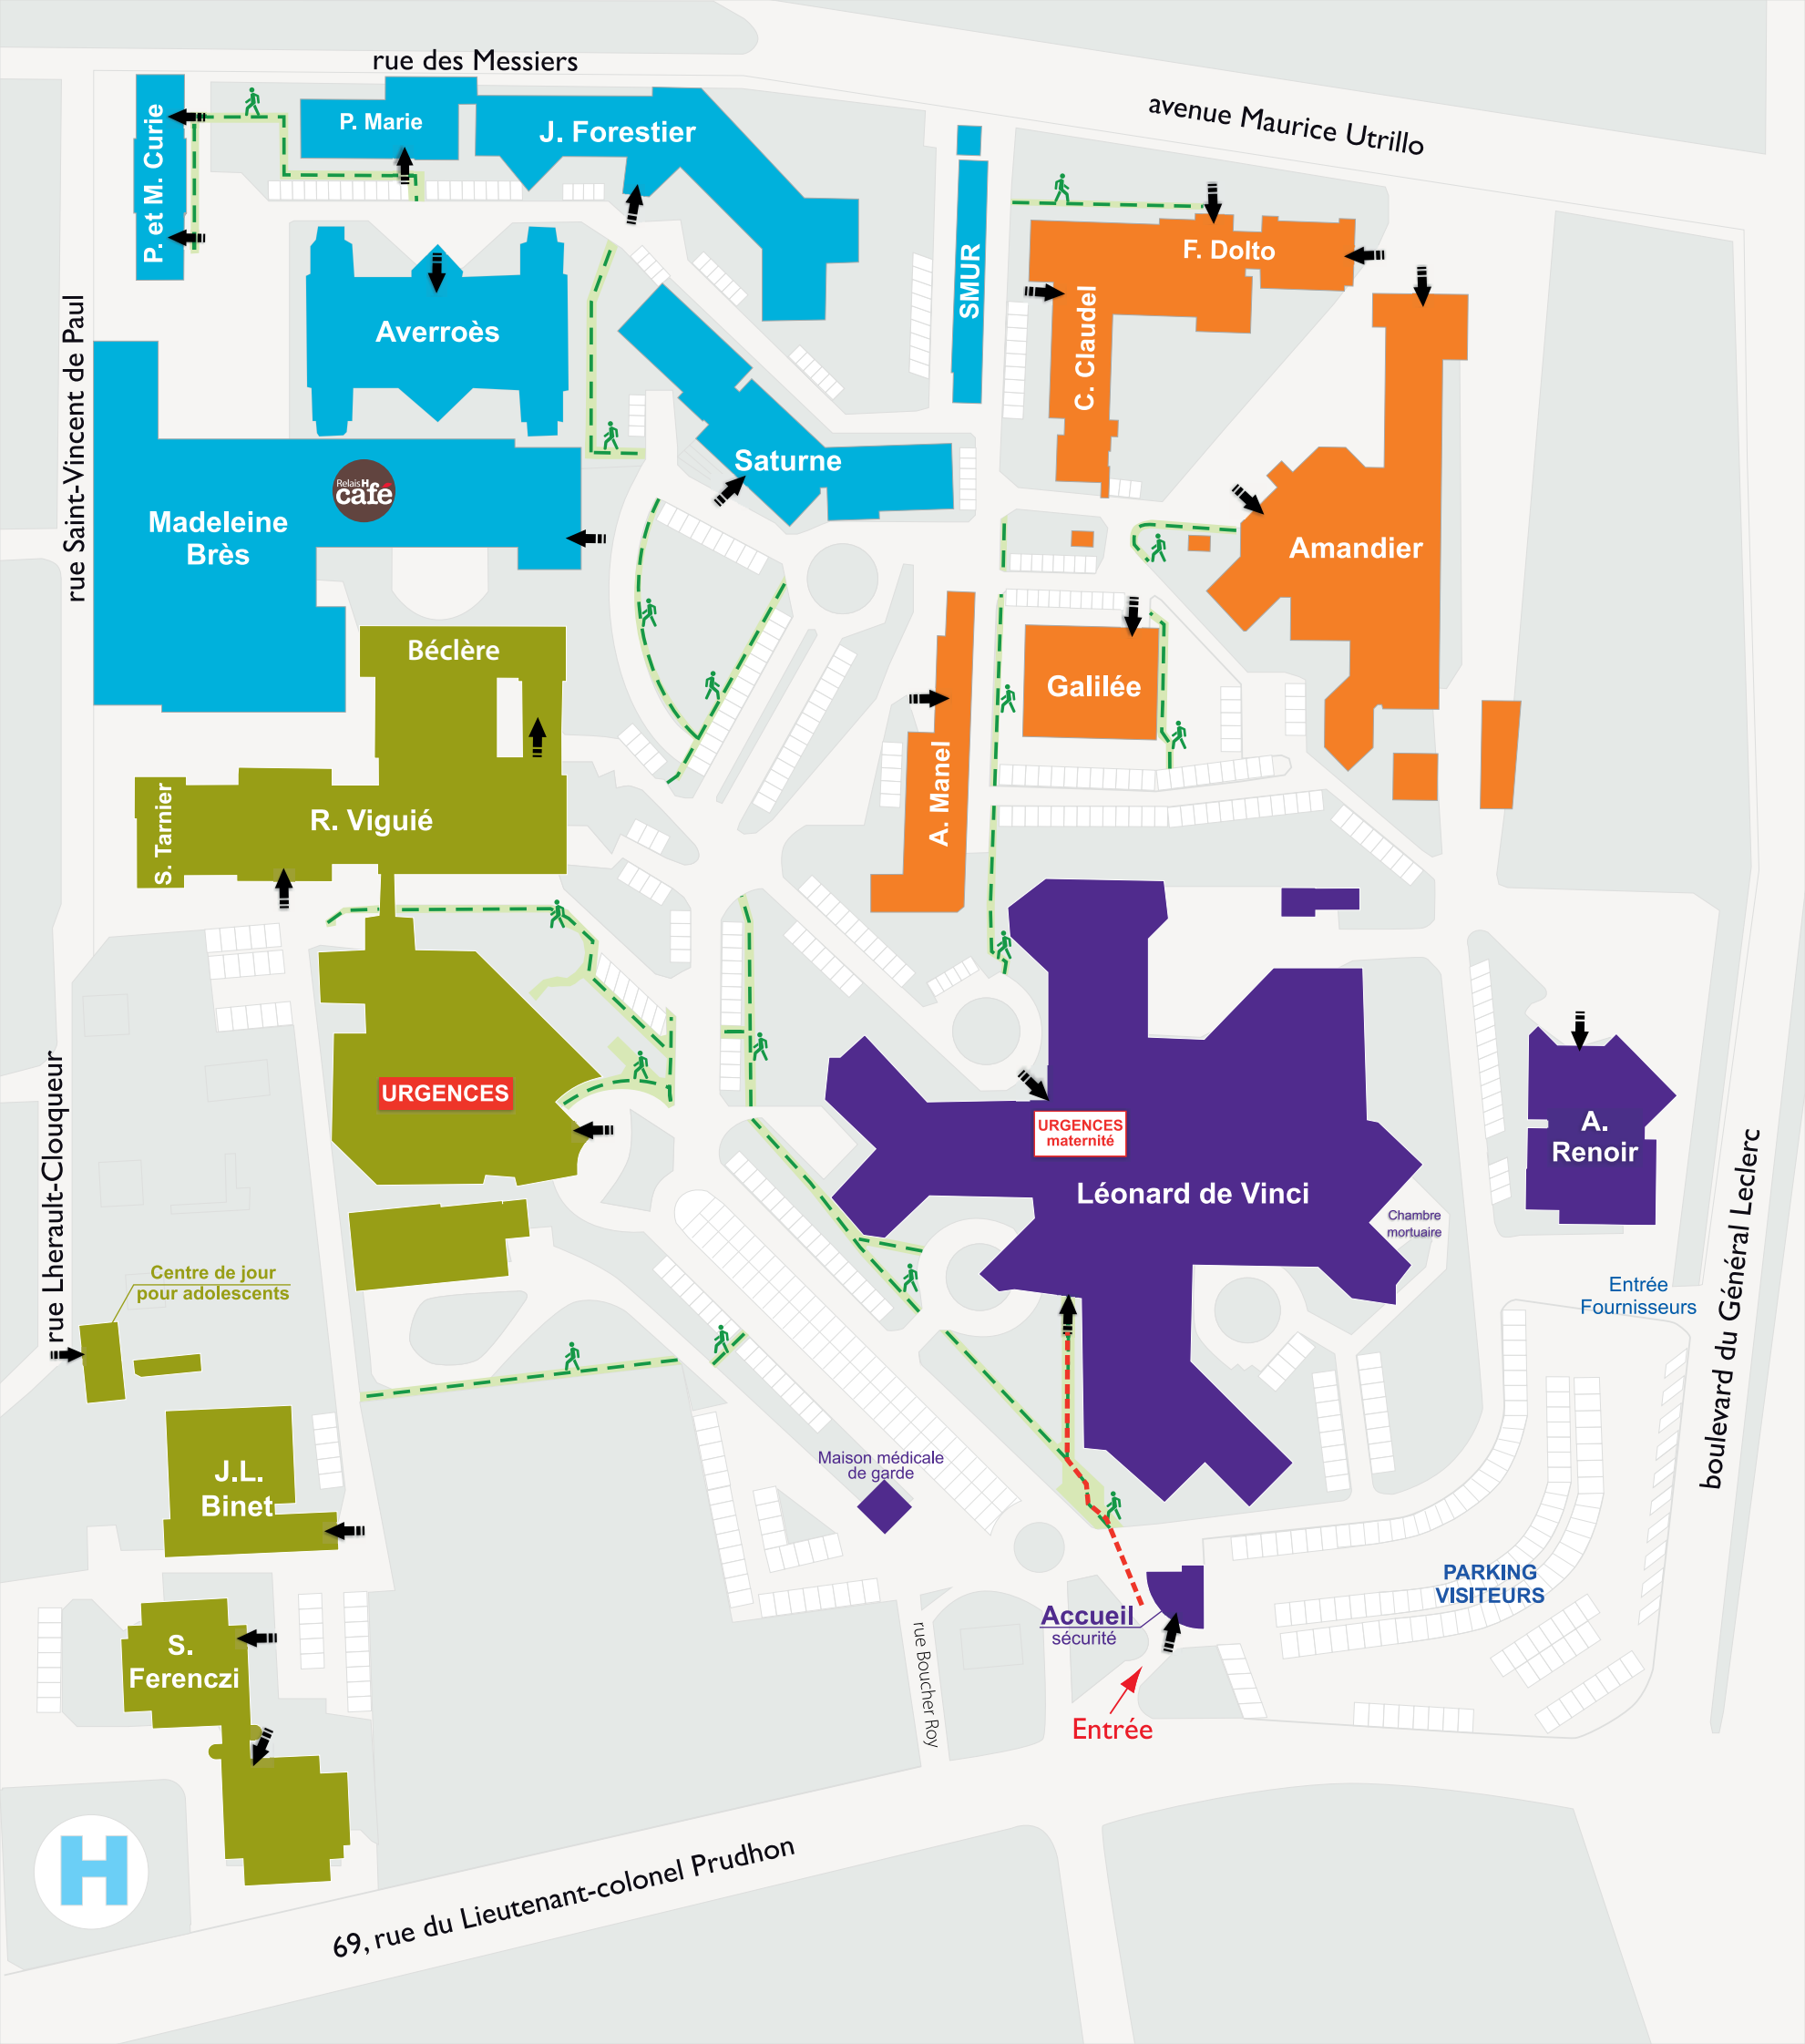 rue des Messiers
avenue Maurice Utrillo
P. et M. Curie
P. Marie
J. Forestier
SMUR
F. Dolto
C. Claudel
Averroès
rue Saint-Vincent de Paul
Saturne
Relais H
café
Madeleine
Brès
Amandier
Béclère
Galilée
A. Manel
S. Tarnier
R. Viguié
URGENCES
URGENCES
maternité
A.
Renoir
Léonard de Vinci
Chambre
mortuaire
rue Lherault-Cloqueur
boulevard du Général Leclerc
Centre de jour
pour adolescents
Entrée
Fournisseurs
J.L.
Binet
Maison médicale
de garde
PARKING
VISITEURS
Accueil
sécurité
S.
Ferenczi
rue Boucher Roy
Entrée
H
69, rue du Lieutenant-colonel Prudhon